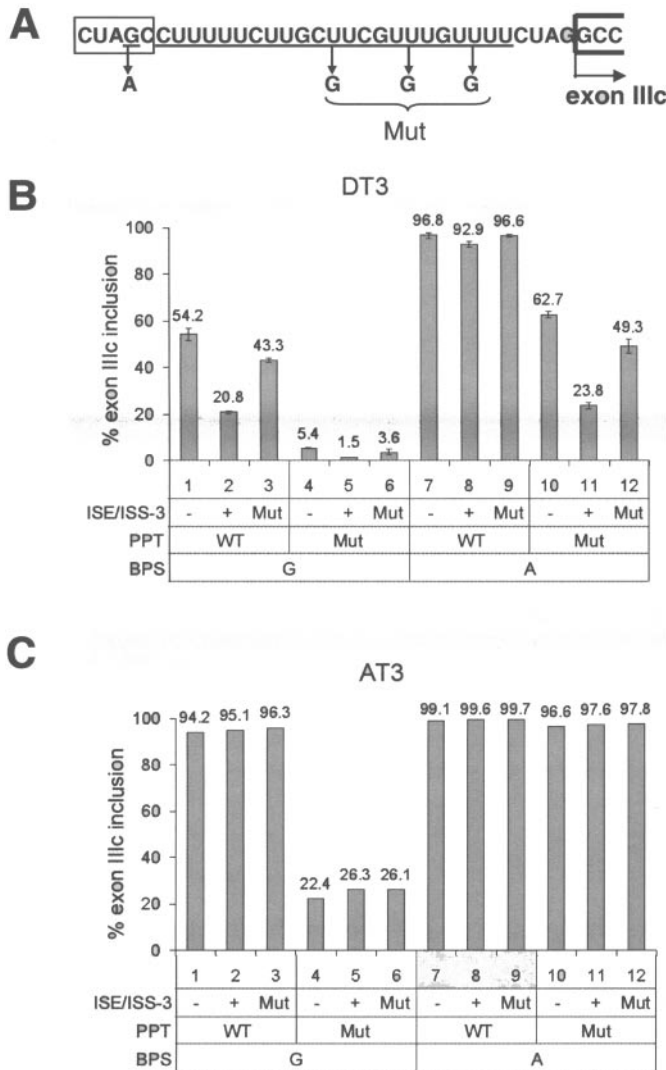 A
CUAGCCUUUUUCUUGCUUCGUUUGUUUUCUAGGCC
A G G G
exon IIIc
Mut
B
DT3
% exon IIIc inclusion
100
80
60
40
20
0
54.2 20.8 43.3 5.4 1.5 3.6 96.8 92.9 96.6 62.7 23.8 49.3
1 2 3 4 5 6 7 8 9 10 11 12
ISE/ISS-3 - + Mut - + Mut - + Mut - + Mut
PPT WT Mut WT Mut
BPS G A
C
AT3
% exon IIIc inclusion
100
80
60
40
20
0
94.2 95.1 96.3 22.4 26.3 26.1 99.1 99.6 99.7 96.6 97.6 97.8
1 2 3 4 5 6 7 8 9 10 11 12
ISE/ISS-3 - + Mut - + Mut - + Mut - + Mut
PPT WT Mut WT Mut
BPS G A